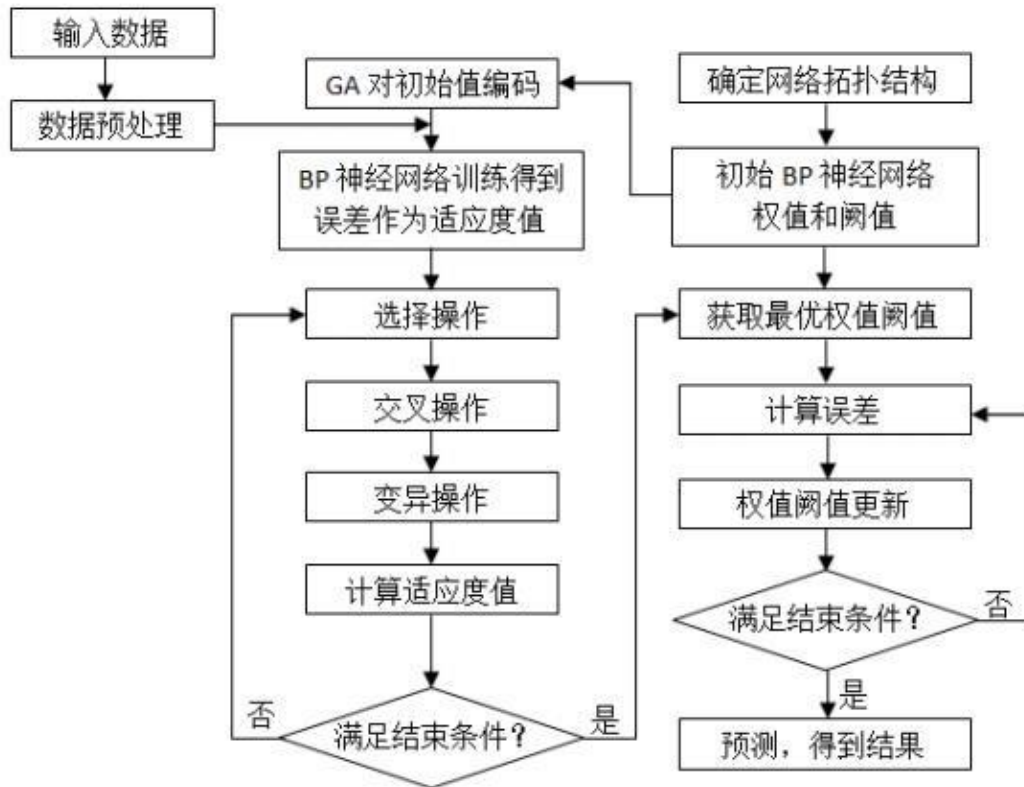 输入数据
数据预处理
GA 对初始值编码
BP 神经网络训练得到
误差作为适应度值
选择操作
交叉操作
变异操作
计算适应度值
满足结束条件?
否
是
确定网络拓扑结构
初始 BP 神经网络
权值和阙值
获取最优权值阙值
计算误差
权值阙值更新
满足结束条件?
否
是
预测，得到结果